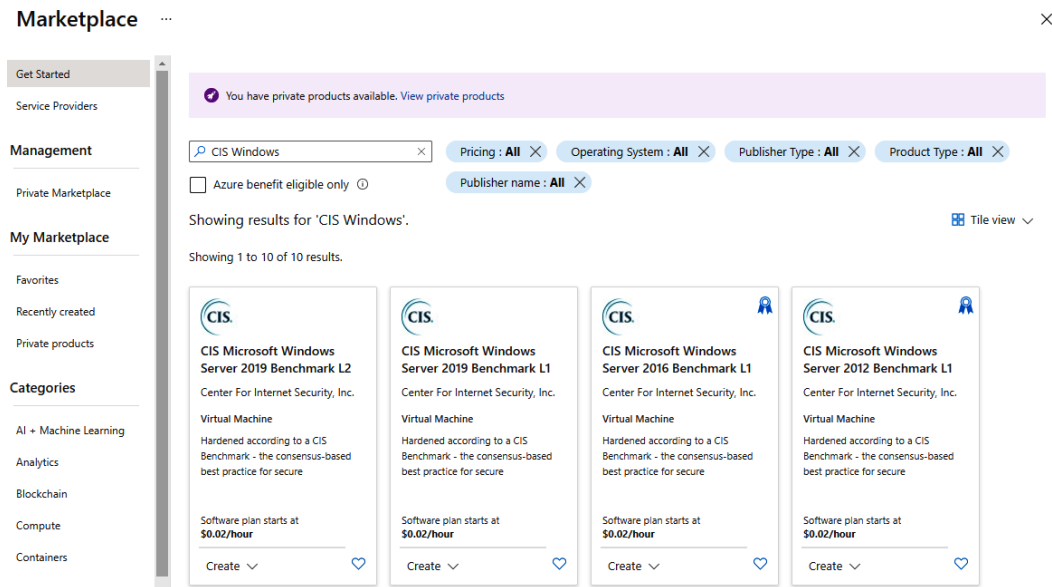 Marketplace ...
Get Started
Service Providers
Management
Private Marketplace
My Marketplace
Favorites
Recently created
Private products
Categories
AI + Machine Learning
Analytics
Blockchain
Compute
Containers
You have private products available. View private products
CIS Windows
Pricing : All
Operating System : All
Publisher Type : All
Product Type : All
Azure benefit eligible only
Publisher name : All
Showing results for 'CIS Windows'.
Tile view
Showing 1 to 10 of 10 results.
CIS.
CIS Microsoft Windows
Server 2019 Benchmark L2
Center For Internet Security, Inc.
Virtual Machine
Hardened according to a CIS
Benchmark - the consensus-based
best practice for secure
Software plan starts at
$0.02/hour
Create
CIS.
CIS Microsoft Windows
Server 2019 Benchmark L1
Center For Internet Security, Inc.
Virtual Machine
Hardened according to a CIS
Benchmark - the consensus-based
best practice for secure
Software plan starts at
$0.02/hour
Create
CIS.
CIS Microsoft Windows
Server 2016 Benchmark L1
Center For Internet Security, Inc.
Virtual Machine
Hardened according to a CIS
Benchmark - the consensus-based
best practice for secure
Software plan starts at
$0.02/hour
Create
CIS.
CIS Microsoft Windows
Server 2012 Benchmark L1
Center For Internet Security, Inc.
Virtual Machine
Hardened according to a CIS
Benchmark - the consensus-based
best practice for secure
Software plan starts at
$0.02/hour
Create